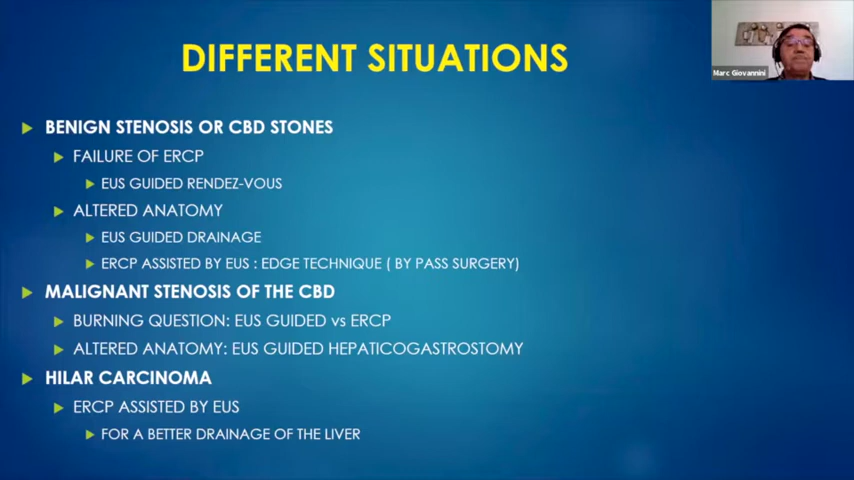 DIFFERENT SITUATIONS
Marc Giovannini
BENIGN STENOSIS OR CBD STONES
FAILURE OF ERCP
EUS GUIDED RENDEZ-VOUS
ALTERED ANATOMY
EUS GUIDED DRAINAGE
ERCP ASSISTED BY EUS : EDGE TECHNIQUE ( BY PASS SURGERY)
MALIGNANT STENOSIS OF THE CBD
BURNING QUESTION: EUS GUIDED vs ERCP
ALTERED ANATOMY: EUS GUIDED HEPATICOGASTROSTOMY
HILAR CARCINOMA
ERCP ASSISTED BY EUS
FOR A BETTER DRAINAGE OF THE LIVER